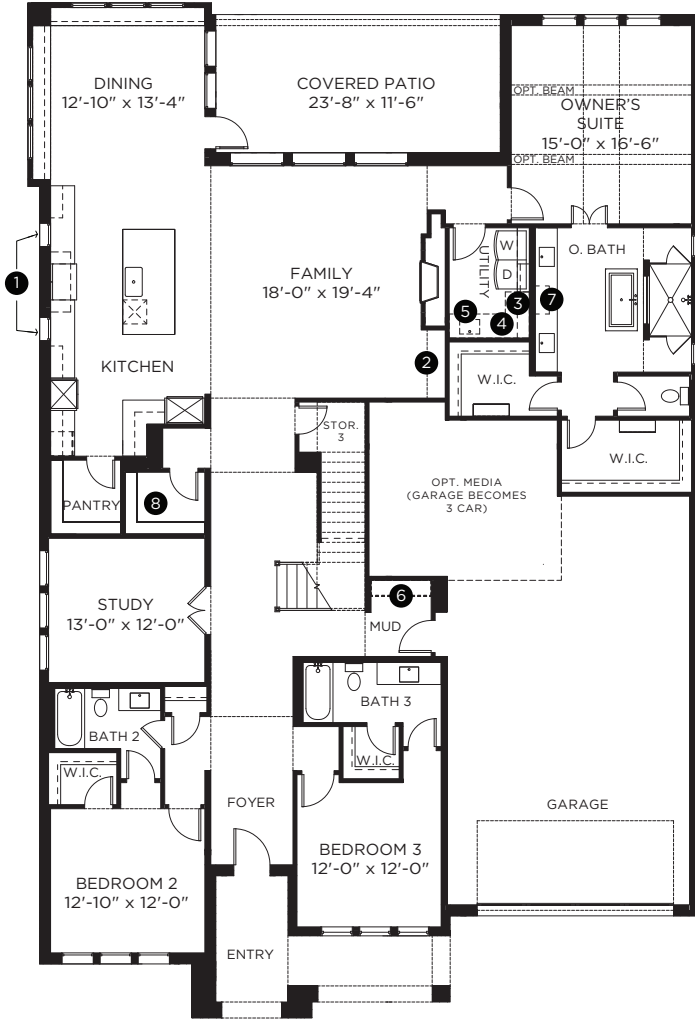 DINING
12'-10" x 13'-4"
COVERED PATIO
23'-8" x 11'-6"
OPT. BEAM
OWNER'S
SUITE
15'-0" x 16'-6"
OPT. BEAM
1
FAMILY
18'-0" x 19'-4"
KITCHEN
2
UTILITY
W
D
3
4
5
O. BATH
7
W.I.C.
W.I.C.
STOR.
3
OPT. MEDIA
(GARAGE BECOMES
3 CAR)
PANTRY
8
STUDY
13'-0" x 12'-0"
6
MUD
BATH 2
BATH 3
W.I.C.
W.I.C.
FOYER
GARAGE
BEDROOM 3
12'-0" x 12'-0"
BEDROOM 2
12'-10" x 12'-0"
ENTRY